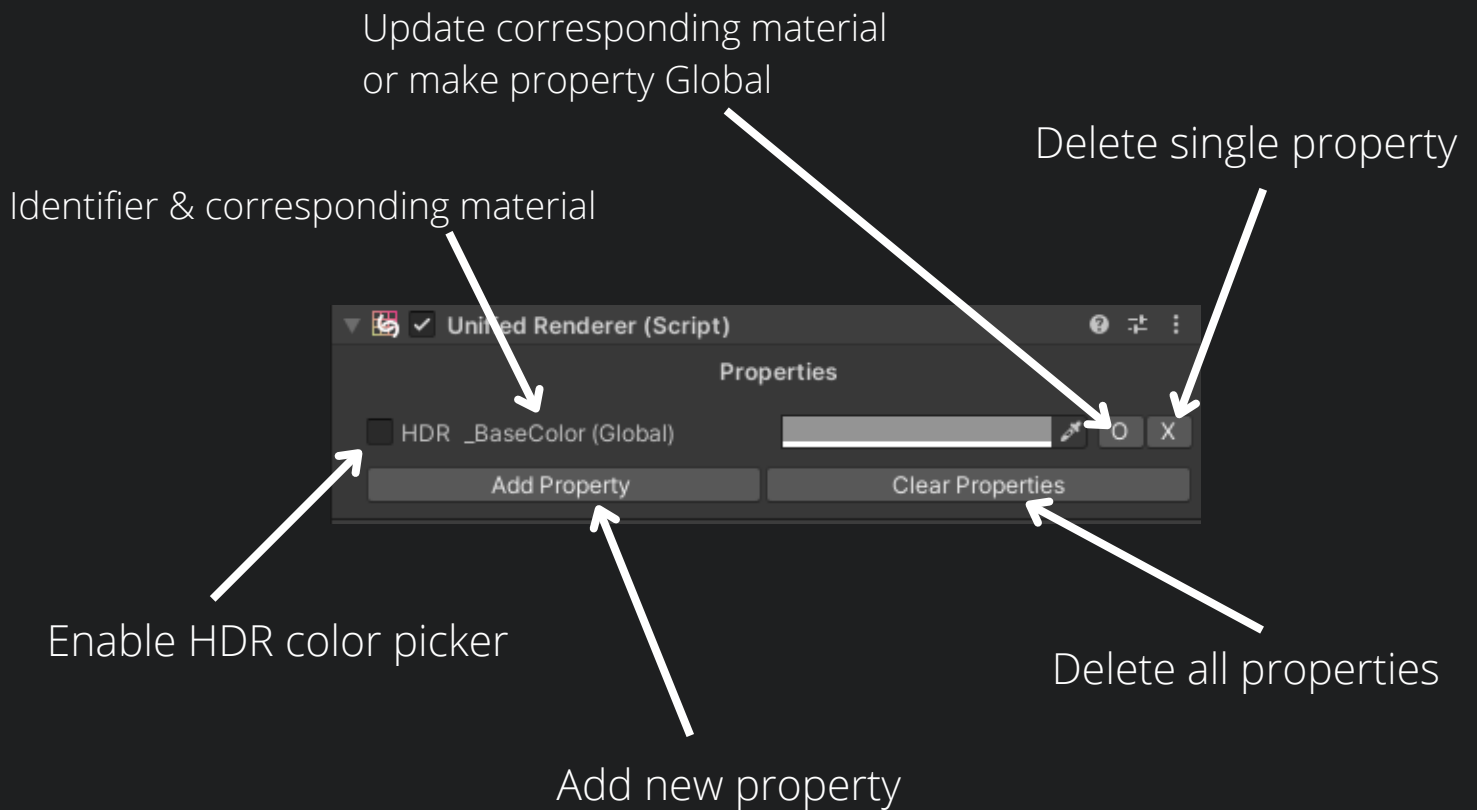 Update corresponding material
or make property Global
Delete single property
Identifier & corresponding material
Unified Renderer (Script)
Properties
HDR _BaseColor (Global)
O
X
Add Property
Clear Properties
Enable HDR color picker
Delete all properties
Add new property